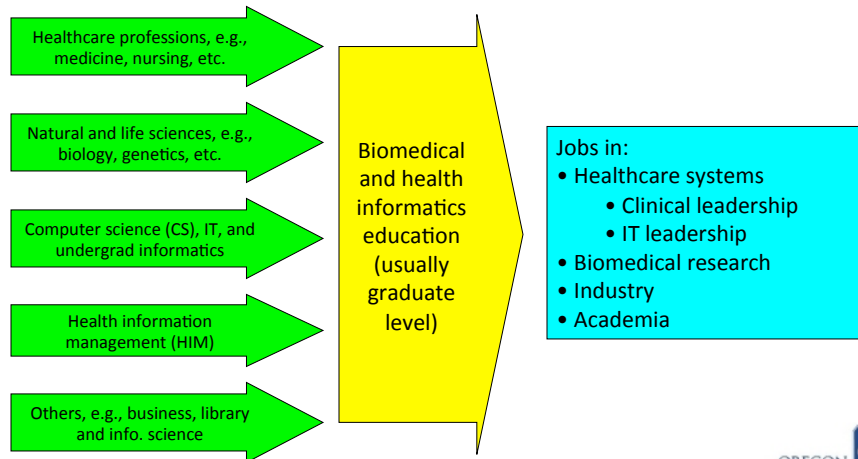 Healthcare professions, e.g.,
medicine, nursing, etc.
Natural and life sciences, e.g.,
biology, genetics, etc.
Computer science (CS), IT, and
undergrad informatics
Health information
management (HIM)
Others, e.g., business, library
and info. science
Biomedical
and health
informatics
education
(usually
graduate
level)
Jobs in:
• Healthcare systems
• Clinical leadership
• IT leadership
• Biomedical research
• Industry
• Academia
OREGON